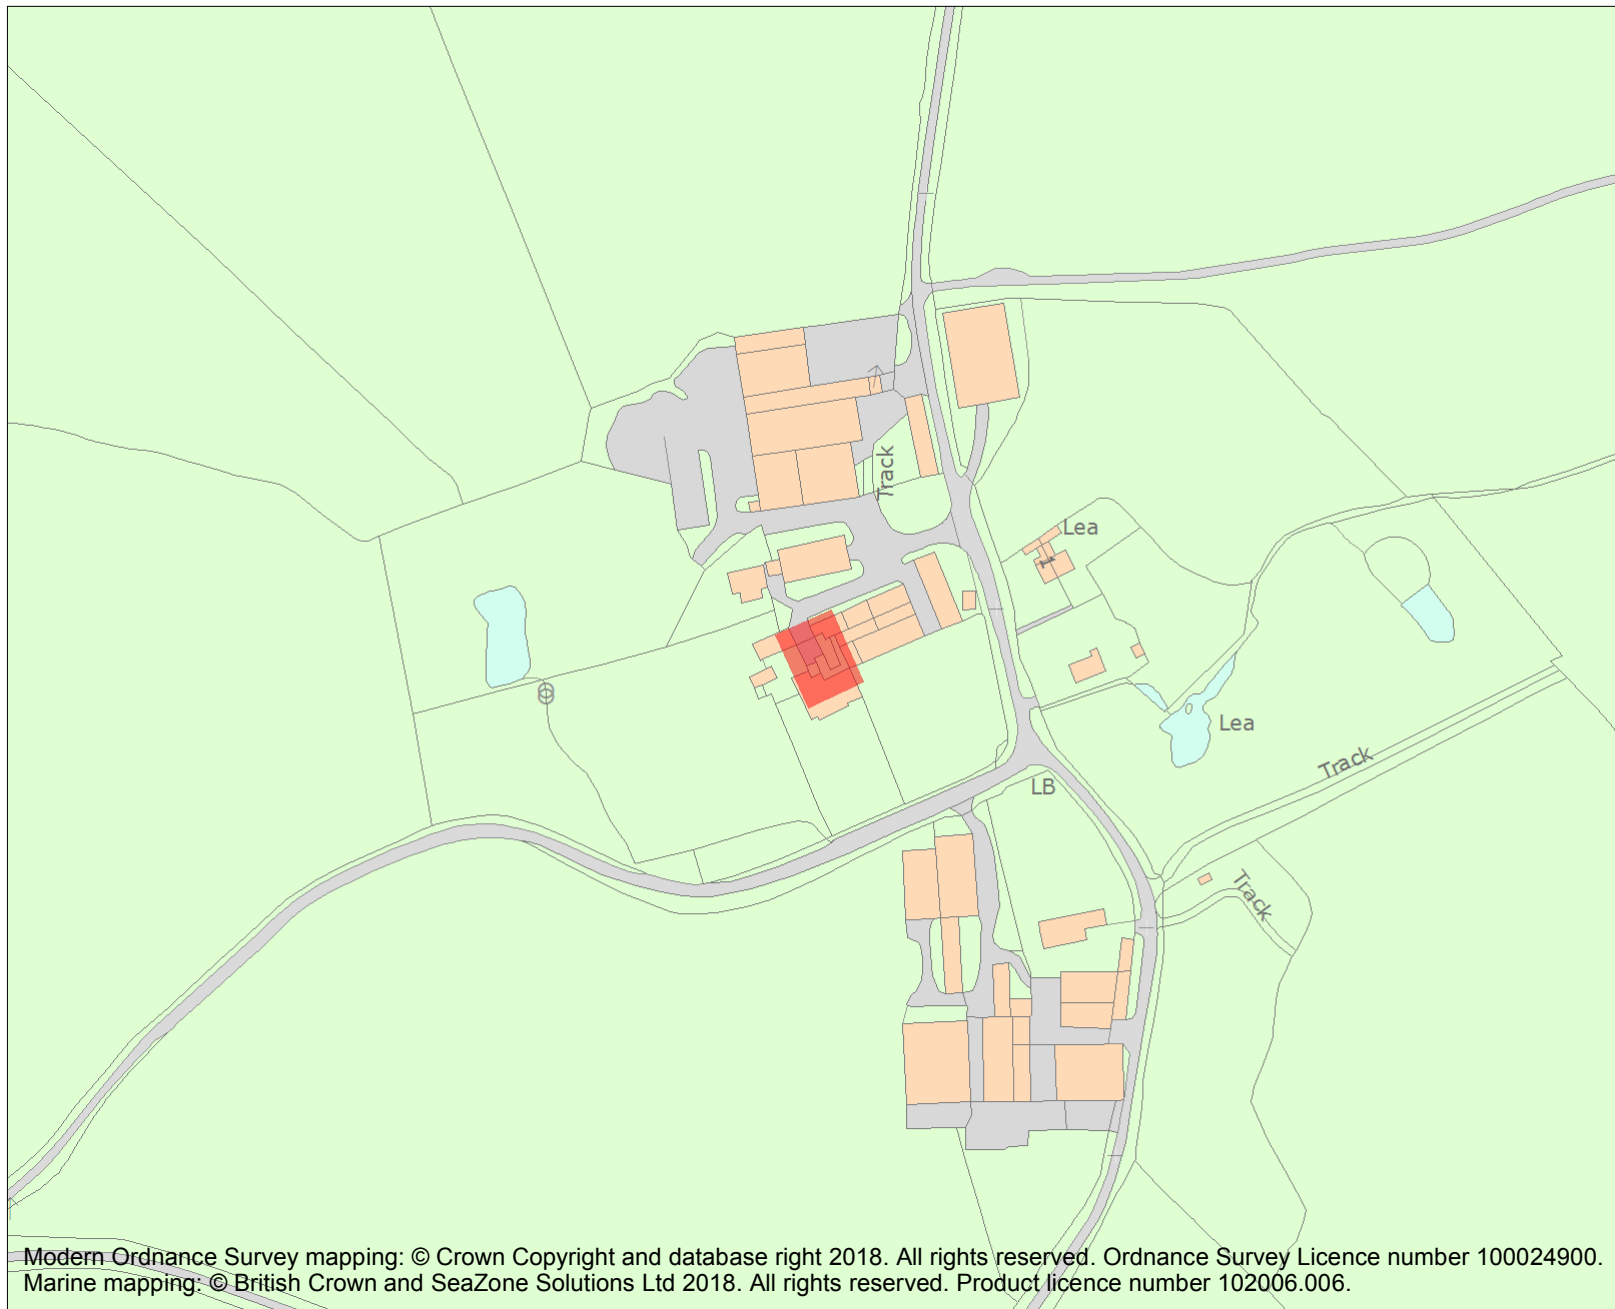 Track
Lea
1
Lea
Track
LB
Track
Modern Ordnance Survey mapping: © Crown Copyright and database right 2018. All rights reserved. Ordnance Survey Licence number 100024900.
Marine mapping: © British Crown and SeaZone Solutions Ltd 2018. All rights reserved. Product licence number 102006.006.